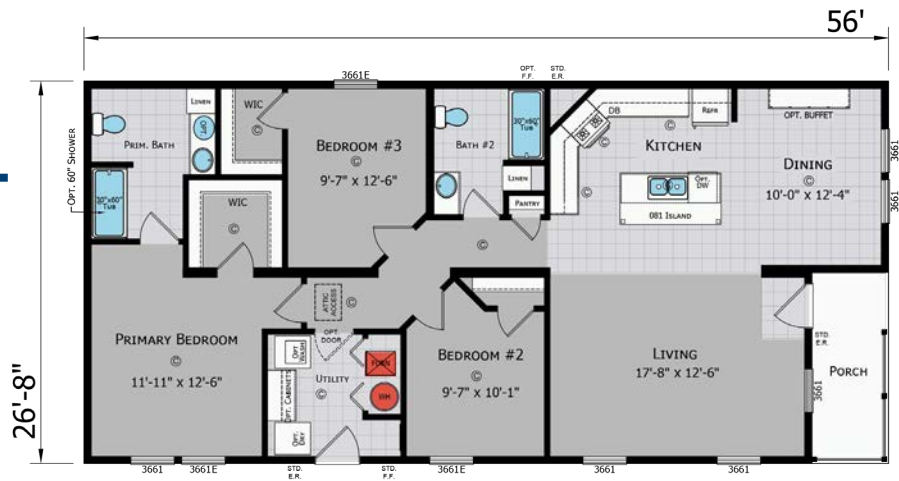 56'
26'-8"
3661E
OPT.
F.F.
STD.
E.R.
OPT. 60" SHOWER
PRIM. BATH
LINEN
OPT
30"x60"
TUB
WIC
©
WIC
©
BEDROOM #3
©
9'-7" x 12'-6"
BATH #2
30"x60"
TUB
LINEN
PANTRY
DB
REFR
KITCHEN
©
©
©
OPT.
DW
081 ISLAND
OPT. BUFFET
DINING
©
10'-0" x 12'-4"
3661
3661
©
ATTIC
ACCESS
©
OPT.
DOOR
PRIMARY BEDROOM
©
11'-11" x 12'-6"
OPT
WASH
UTILITY
©
OPT. CABINETS
OPT.
DRY
FURN
WH
BEDROOM #2
©
9'-7" x 10'-1"
LIVING
17'-8" x 12'-6"
STD.
E.R.
PORCH
3661
3661
3661E
STD.
E.R.
STD.
F.F.
3661E
3661
3661